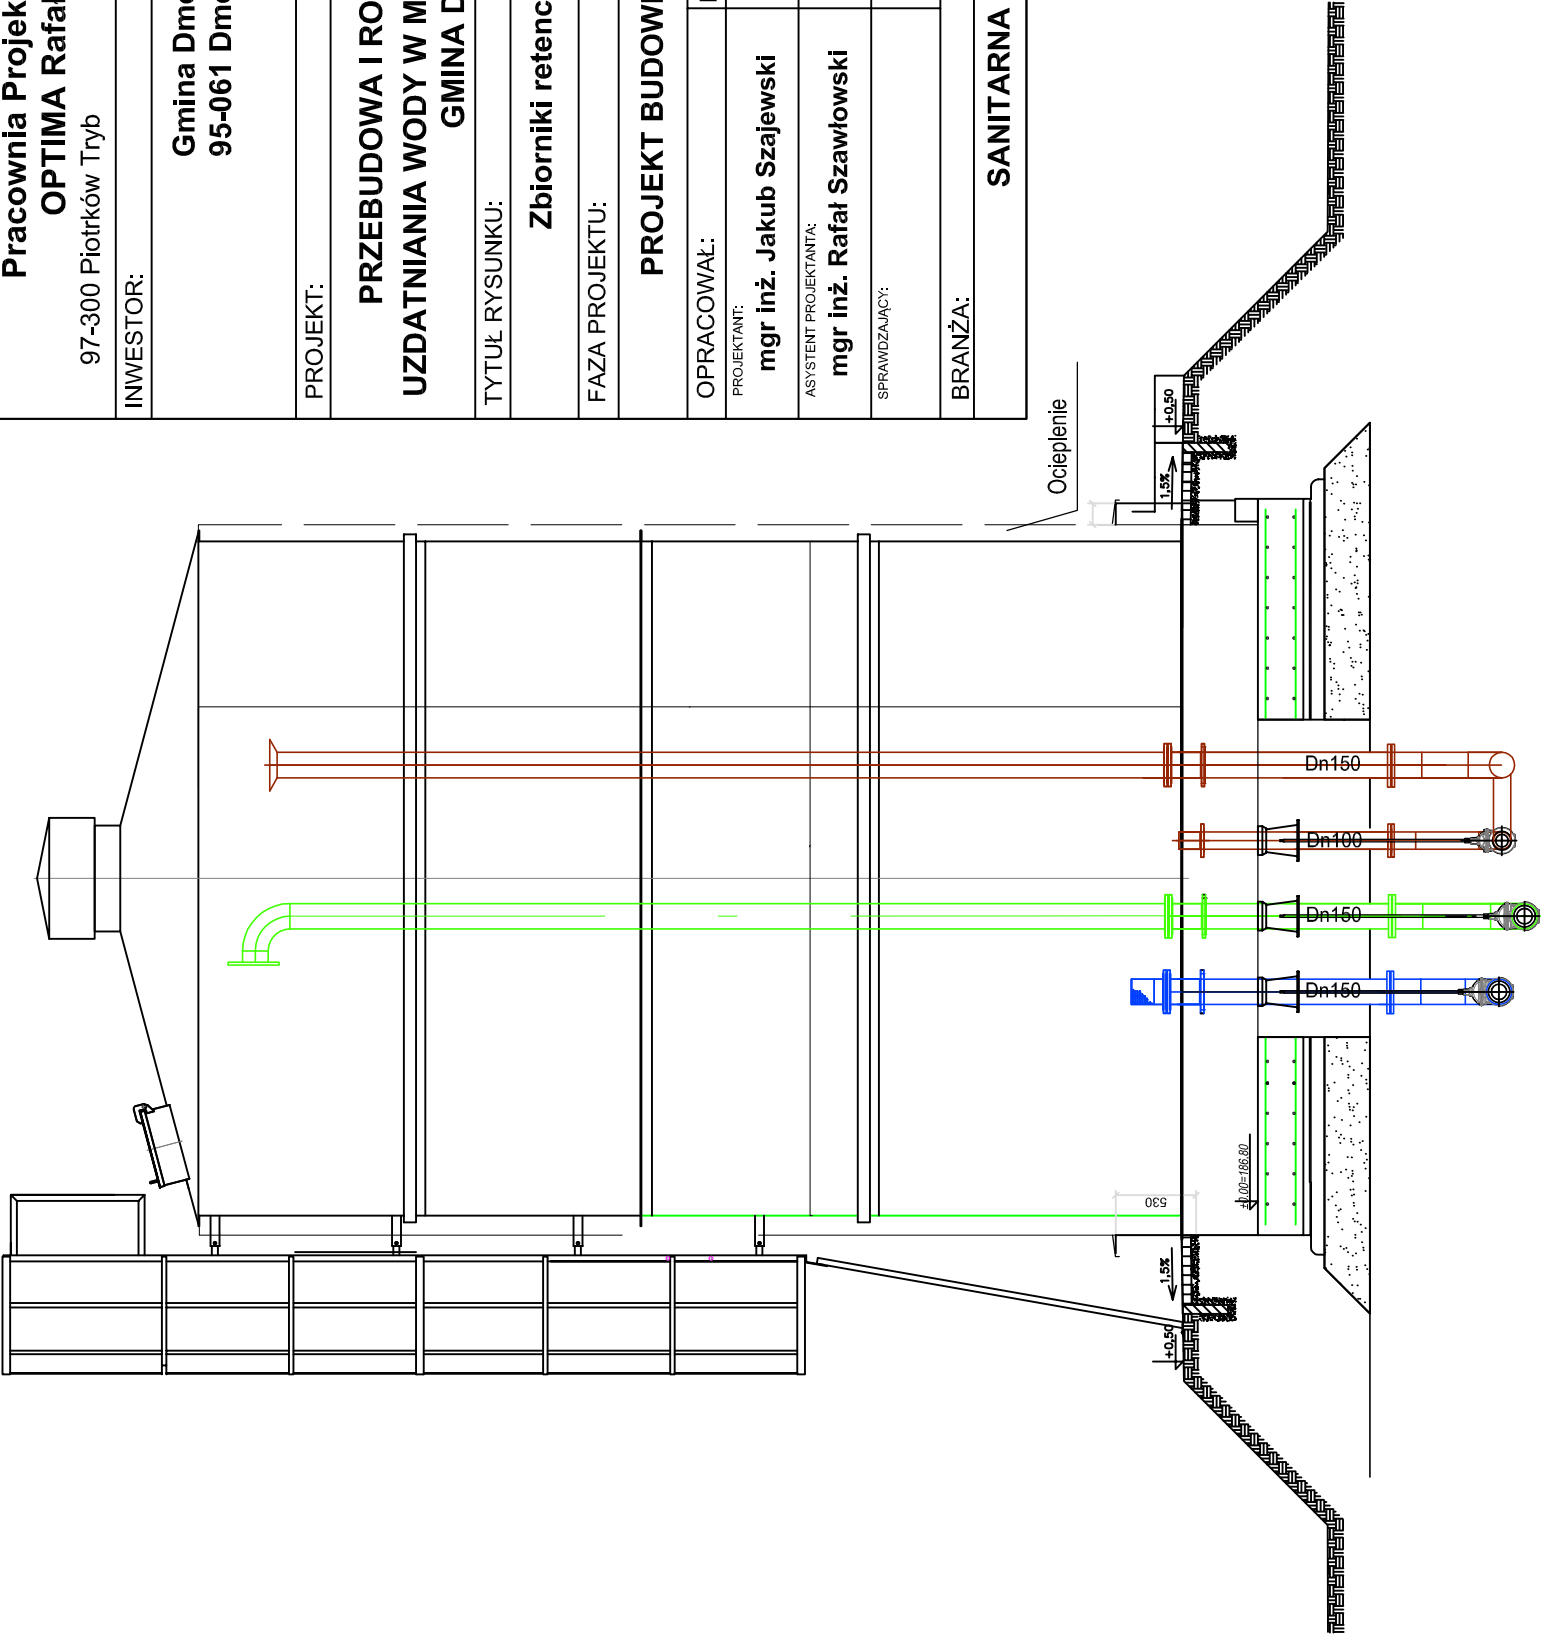 Pracownia Projek
OPTIMA Rafał
97-300 Piotrków Tryb
INWESTOR:
Gmina Dmo
95-061 Dmo
PROJEKT:
PRZEBUDOWA I RO
UZDATNIANIA WODY W M
GMINA D
TYTUŁ RYSUNKU:
Zbiorniki retenc
FAZA PROJEKTU:
PROJEKT BUDOWL
OPRACOWAŁ:
PROJEKTANT:
mgr inż. Jakub Szajewski
ASYSTENT PROJEKTANTA:
mgr inż. Rafał Szawłowski
SPRAWDZAJĄCY:
BRANŻA:
SANITARNA
Ocieplenie
+0,50
1,5%
Dn150
Dn100
Dn150
Dn150
530
±0.00=186.80
1,5%
+0,50